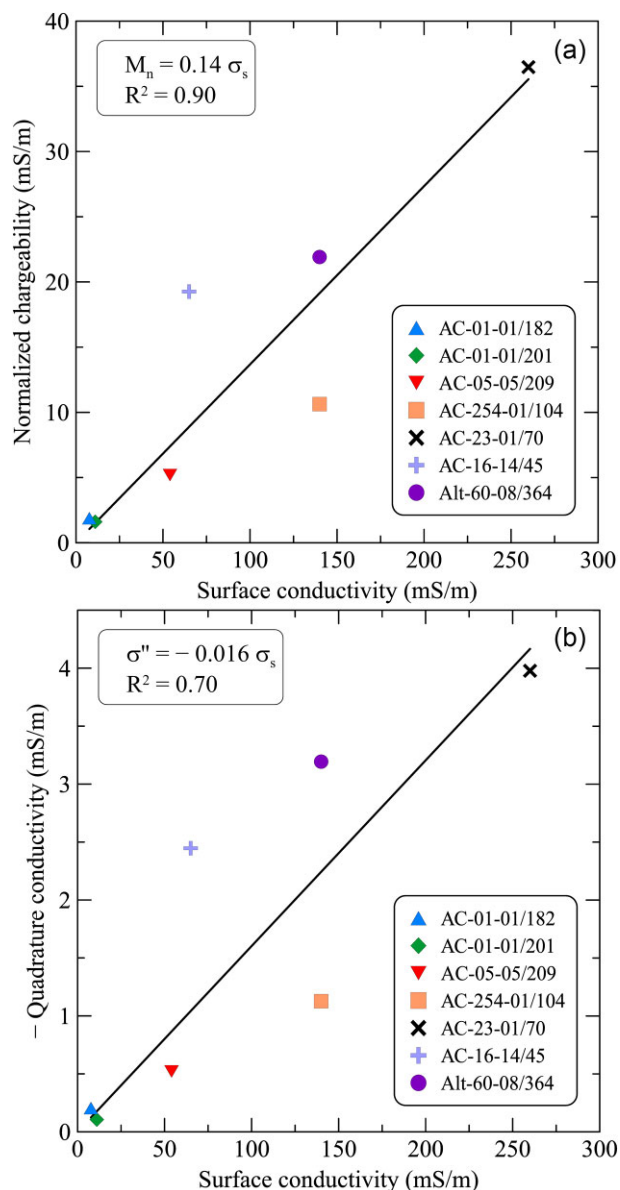 (a)
Mₙ = 0.14 σₛ
R² = 0.90
40
30
20
10
0
Normalized chargeability (mS/m)
AC-01-01/182
AC-01-1/201
AC-05-05/209
AC-254-01/104
AC-23-01/70
AC-16-14/45
Alt-60-08/364
0 50 100 150 200 250 300
Surface conductivity (mS/m)
(b)
σ'' = − 0.016 σₛ
R² = 0.70
4
3
2
1
0
− Quadrature conductivity (mS/m)
AC-01-01/182
AC-01-1/201
AC-05-05/209
AC-254-01/104
AC-23-01/70
AC-16-14/45
Alt-60-08/364
0 50 100 150 200 250 300
Surface conductivity (mS/m)